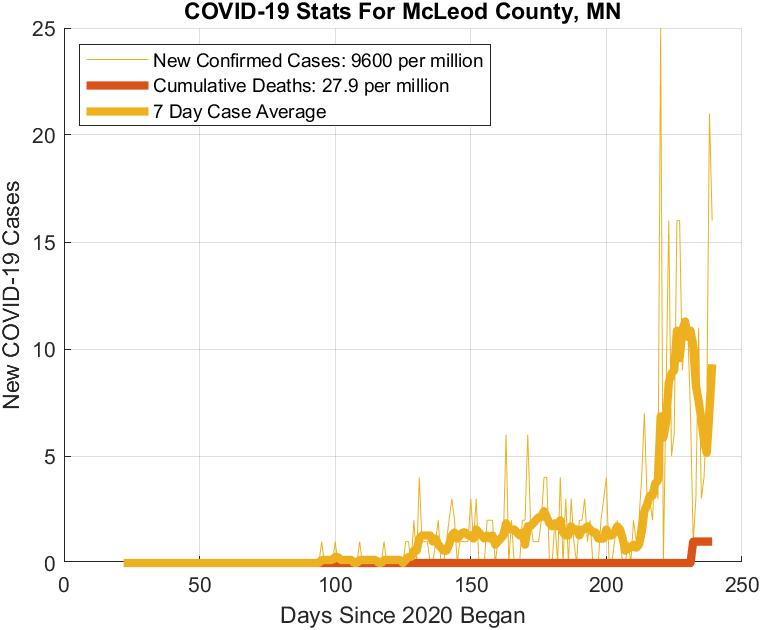 COVID-19 Stats For McLeod County, MN
New Confirmed Cases: 9600 per million
Cumulative Deaths: 27.9 per million
7 Day Case Average
25
20
15
10
5
0
New COVID-19 Cases
0 50 100 150 200 250
Days Since 2020 Began